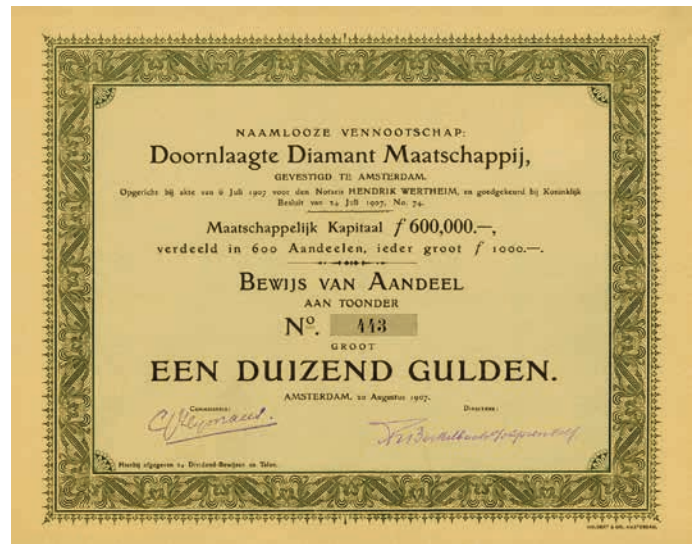 NAAMLOOZE VENNOOTSCHAP:
Doornlaagte Diamant Maatschappij,
GEVESTIGD TE AMSTERDAM.
Opgericht bij akte van 6 Juli 1907 voor den Notaris HENDRIK WERTHEIM, en goedgekeurd bij Koninklijk
Besluit van 24 Juli 1907, No. 74.
Maatschappelijk Kapitaal ƒ 600,000.—,
verdeeld in 600 Aandeelen, ieder groot ƒ 1000.—.
BEWIJS VAN AANDEEL
AAN TOONDER
No. 443
GROOT
EEN DUIZEND GULDEN.
AMSTERDAM, 20 Augustus 1907.
Commissaris: Directeur:
Hierbij afgegeven 24 Dividend-Bewijzen en Talon.